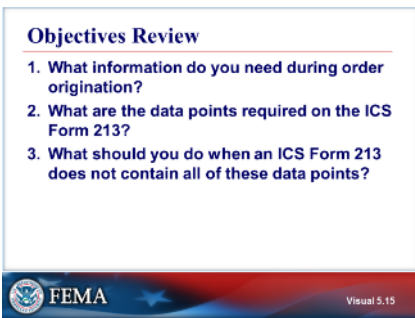 Objectives Review
1. What information do you need during order
origination?
2. What are the data points required on the ICS
Form 213?
3. What should you do when an ICS Form 213
does not contain all of these data points?
FEMA
Visual 5.15